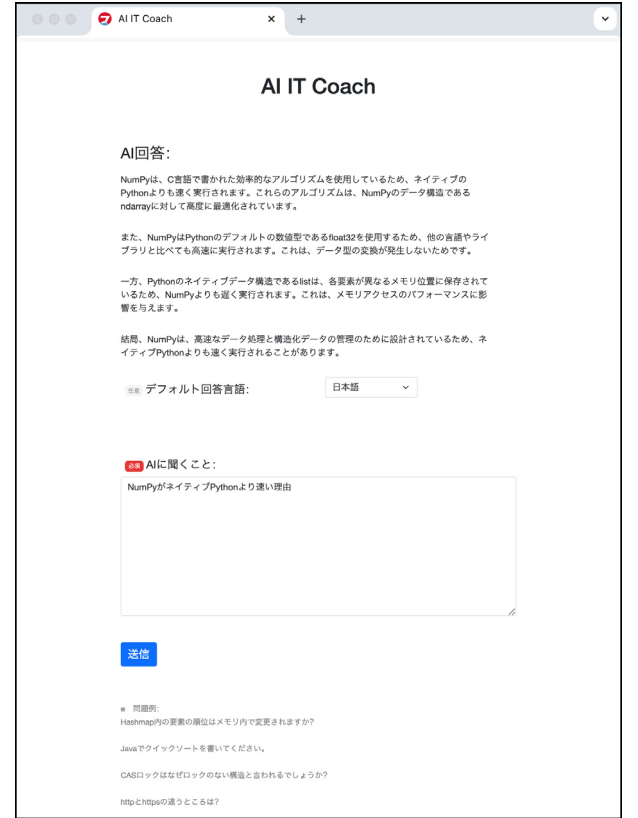 AI IT Coach
AI IT Coach
AI回答:
NumPyは、C言語で書かれた効率的なアルゴリズムを使用しているため、ネイティブの
Pythonよりも速く実行されます。これらのアルゴリズムは、NumPyのデータ構造である
ndarrayに対して高度に最適化されています。
また、NumPyはPythonのデフォルトの数値型であるfloat32を使用するため、他の言語やライ
ブラリと比べても高速に実行されます。これは、データ型の変換が発生しないためです。
一方、Pythonのネイティブデータ構造であるlistは、各要素が異なるメモリ位置に保存されて
いるため、NumPyよりも遅く実行されます。これは、メモリアクセスのパフォーマンスに影
響を与えます。
結局、NumPyは、高速なデータ処理と構造化データの管理のために設計されているため、ネ
イティブPythonよりも速く実行されることがあります。
任意 デフォルト回答言語: 日本語
必須 AIに聞くこと:
NumPyがネイティブPythonより速い理由
送信
※ 問題例:
Hashmap内の要素の順位はメモリ内で変更されますか?
Javaでクイックソートを書いてください。
CASロックはなぜロックのない構造と言われるでしょうか?
httpとhttpsの違うところは?